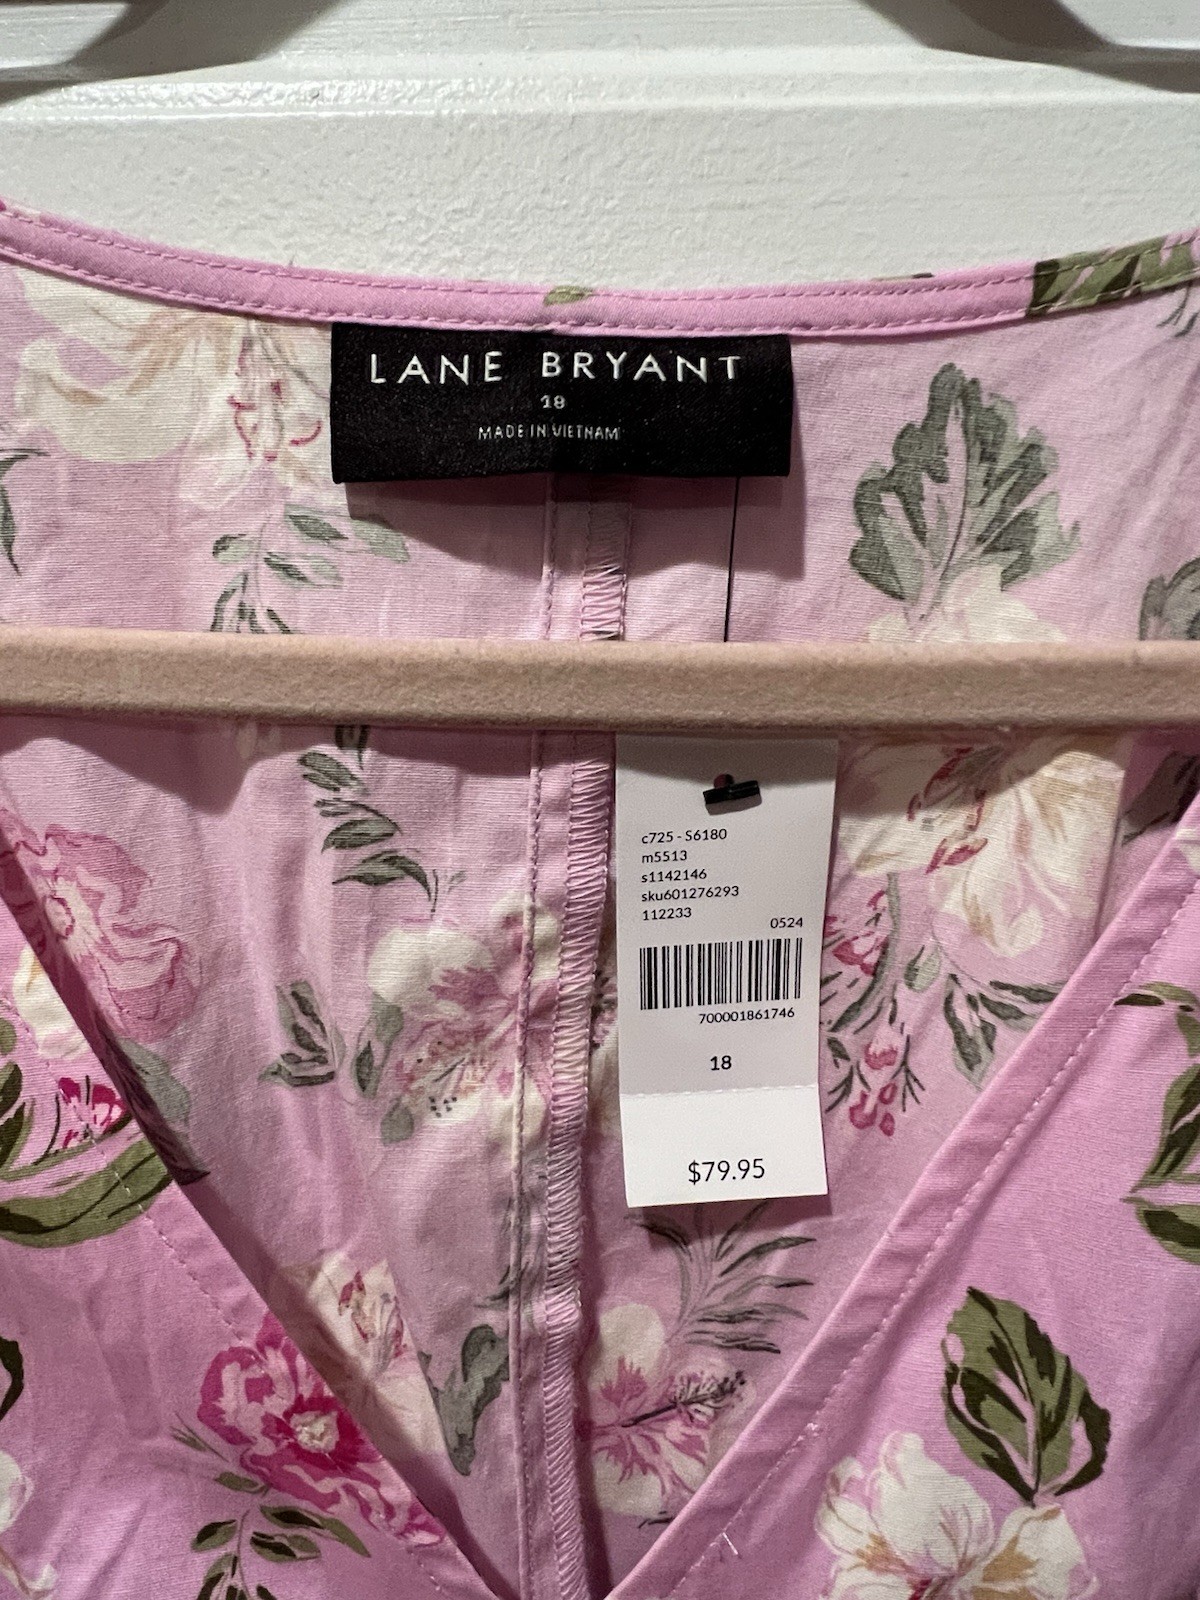 LANE BRYANT
18
MADE IN VIETNAM
c725 - S6180
m5513
s1142146
sku601276293
112233
0524
700001861746
18
$79.95